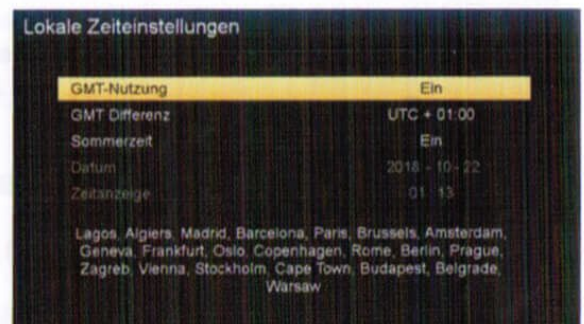 Lokale Zeiteinstellungen
GMT-Nutzung Ein
GMT Differenz UTC + 01:00
Sommerzeit Ein
Datum 2018 - 10 - 22
Zeitanzeige 01 13
Lagos, Algiers, Madrid, Barcelona, Paris, Brussels, Amsterdam,
Geneva, Frankfurt, Oslo, Copenhagen, Rome, Berlin, Prague,
Zagreb, Vienna, Stockholm, Cape Town, Budapest, Belgrade,
Warsaw